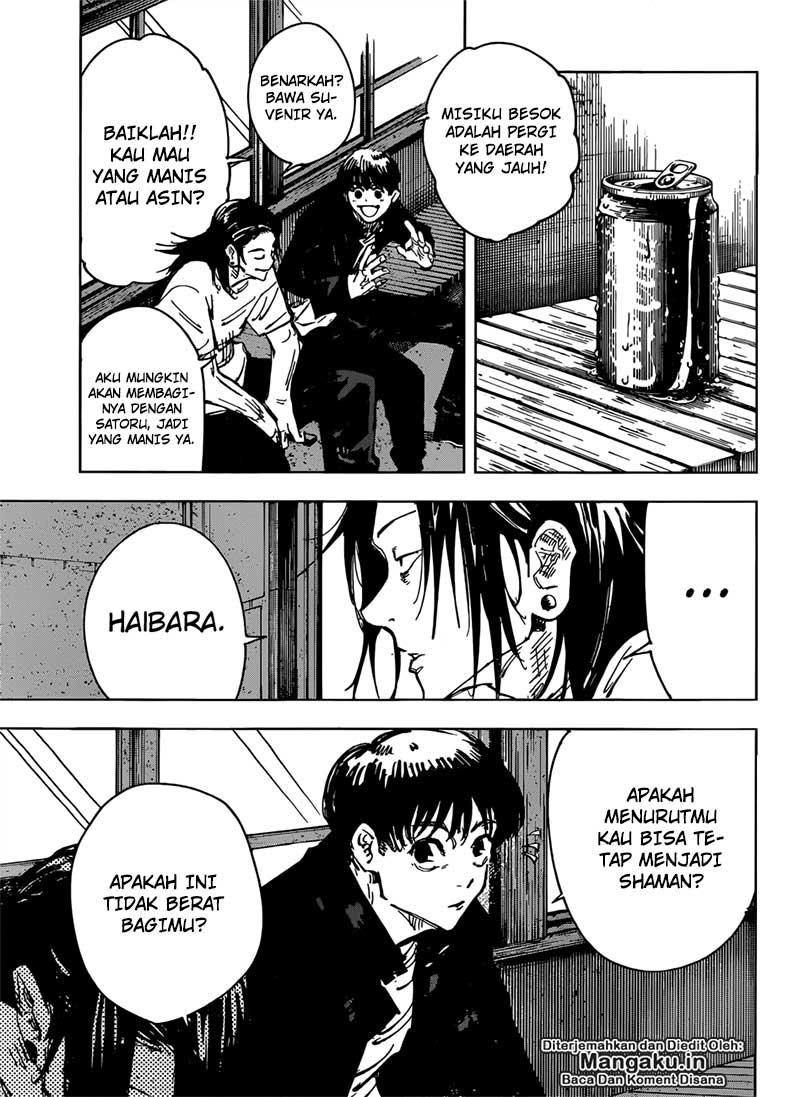 MISIKU BESOK
ADALAH PERGI
KE DAERAH
YANG JAUH!
BENARKAH?
BAWA SU-
VENIR YA.
BAIKLAH!!
KAU MAU
YANG MANIS
ATAU ASIN?
AKU MUNGKIN
AKAN MEMBAGI-
NYA DENGAN
SATORU, JADI
YANG MANIS YA.
...
HAIBARA.
APAKAH
MENURUTMU
KAU BISA TE-
TAP MENJADI
SHAMAN?
APAKAH INI
TIDAK BERAT
BAGIMU?
Diterjemahkan dan Diedit Oleh:
Mangaku.in
Baca Dan Koment Disana